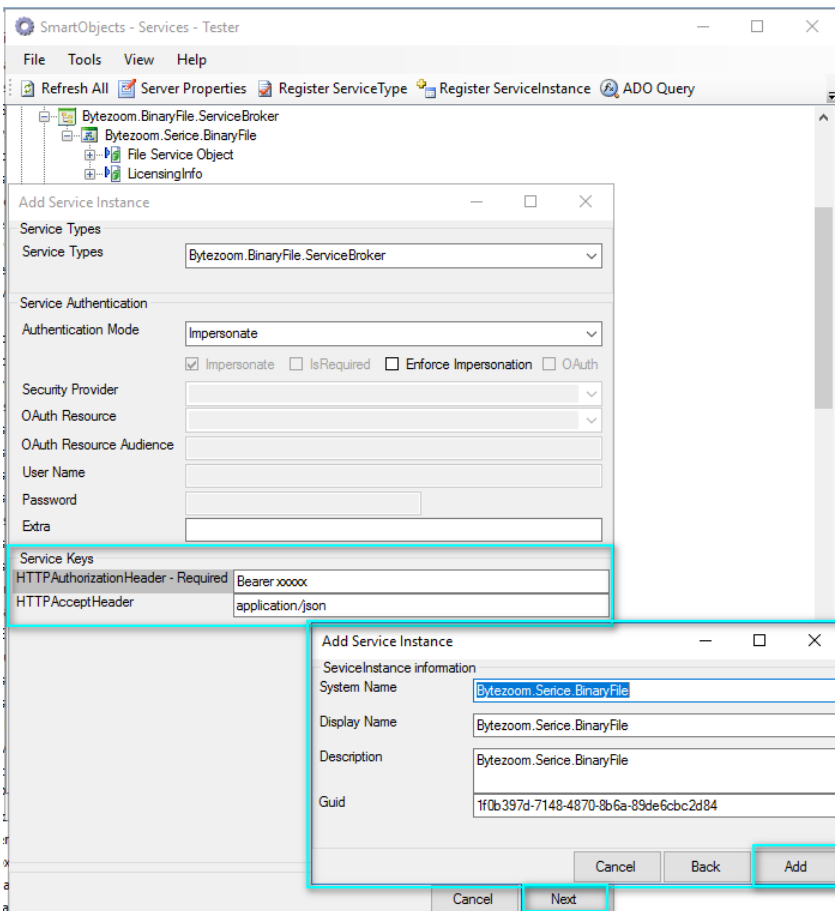 SmartObjects - Services - Tester
File Tools View Help
Refresh All Server Properties Register ServiceType Register ServiceInstance ADO Query
Bytezoom.BinaryFile.ServiceBroker
Bytezoom.Serice.BinaryFile
File Service Object
LicensingInfo
Add Service Instance
Service Types
Service Types Bytezoom.BinaryFile.ServiceBroker
Service Authentication
Authentication Mode Impersonate
Impersonate IsRequired Enforce Impersonation OAuth
Security Provider
OAuth Resource
OAuth Resource Audience
User Name
Password
Extra
Service Keys
HTTPAuthorizationHeader - Required Bearer xxxxx
HTTPAcceptHeader application/json
Add Service Instance
SeviceInstance information
System Name Bytezoom.Serice.BinaryFile
Display Name Bytezoom.Serice.BinaryFile
Description Bytezoom.Serice.BinaryFile
Guid 1f0b397d-7148-4870-8b6a-89de6cbc2d84
Cancel Back Add
Cancel Next